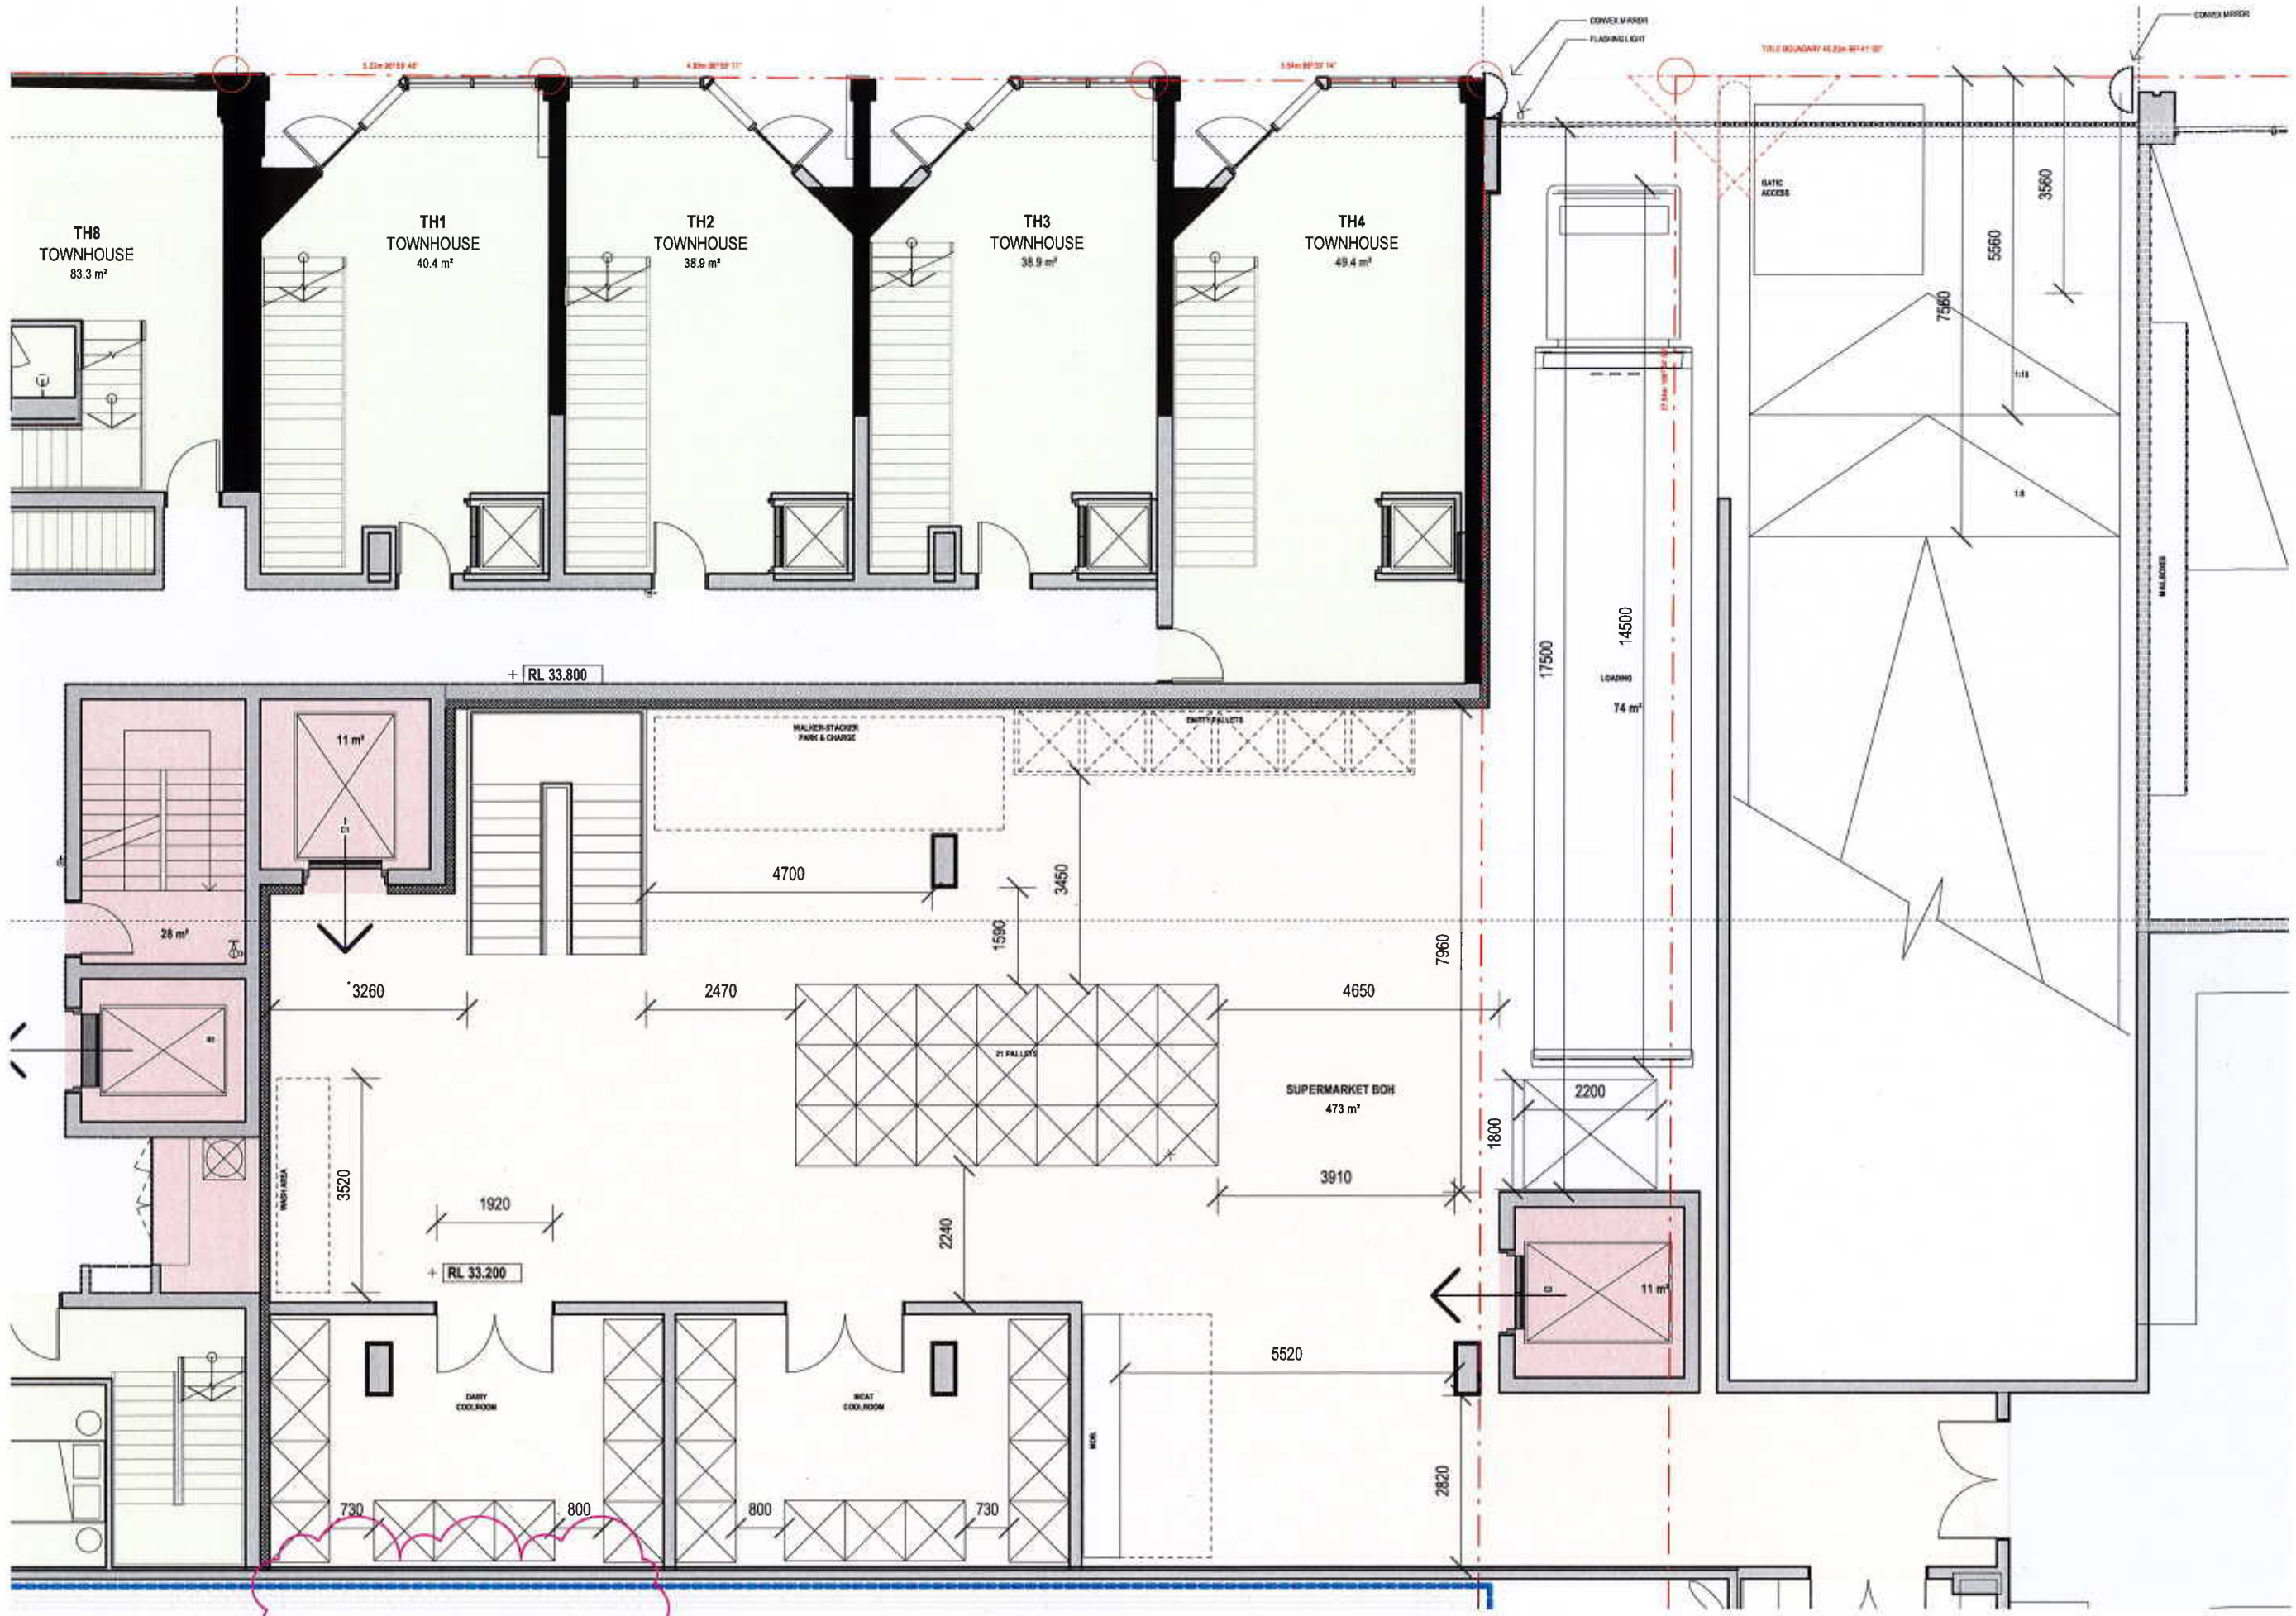 CONVEX MIRROR
FLASHING LIGHT
CONVEX MIRROR
GATIC
ACCESS
3560
5560
7560
TH8
TOWNHOUSE
83.3 m²
TH1
TOWNHOUSE
40.4 m²
TH2
TOWNHOUSE
38.9 m²
TH3
TOWNHOUSE
38.9 m²
TH4
TOWNHOUSE
49.4 m²
1:8
MAILBOXES
17500
14500
LOADING
74 m²
RL 33.800
11 m²
WALKER-STACKER
PARK & CHARGE
EMPTY PALLETS
4700
3450
1590
7960
28 m²
3260
2470
4650
21 PALLETS
SUPERMARKET BOH
473 m²
2200
1800
WASH AREA
3520
1920
2240
3910
RL 33.200
11 m²
5520
DAIRY
COOLROOM
MEAT
COOLROOM
2820
730
800
800
730